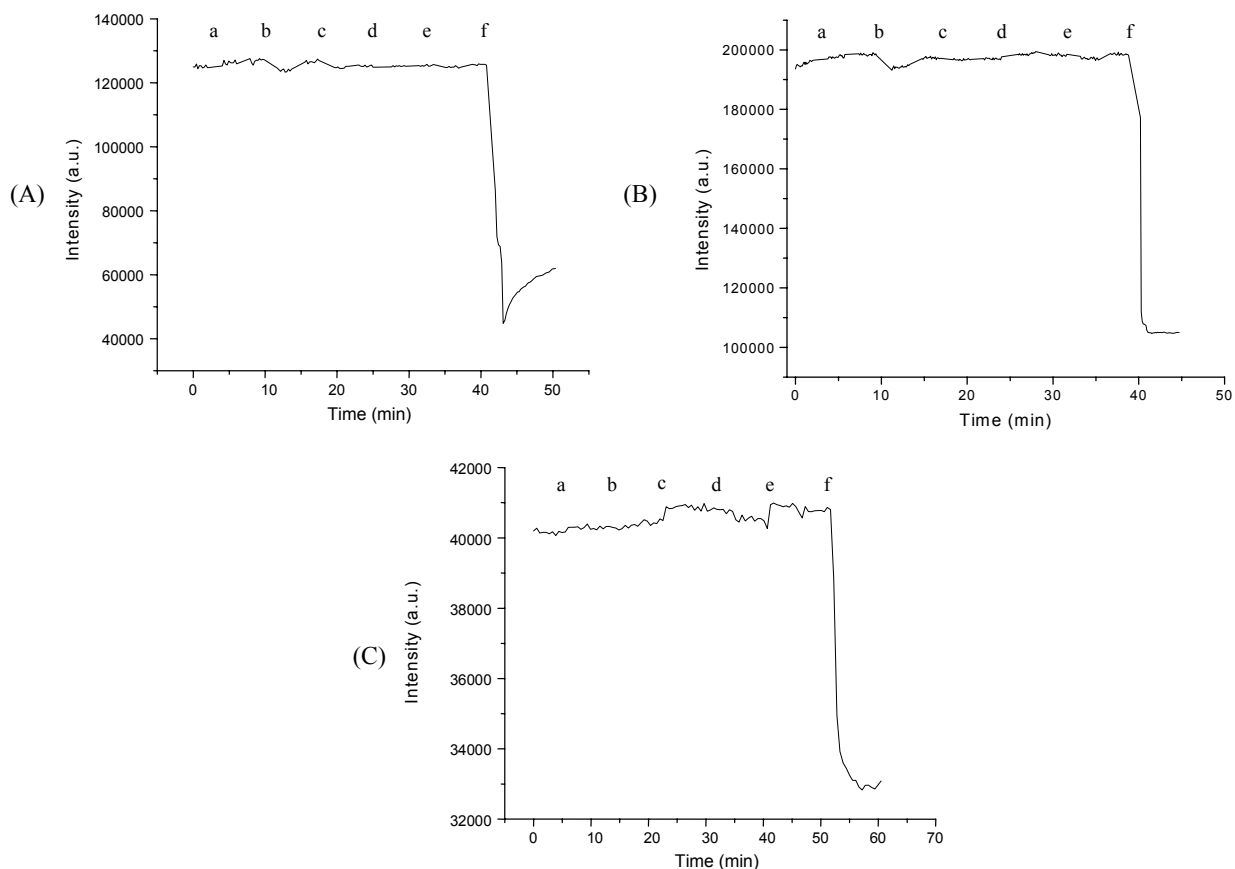 (A)
a b c d e f
140000
120000
100000
80000
60000
40000
Intensity (a.u.)
0 10 20 30 40 50
Time (min)
(B)
a b c d e f
200000
180000
160000
140000
120000
100000
Intensity (a.u.)
0 10 20 30 40 50
Time (min)
(C)
a b c d e f
42000
40000
38000
36000
34000
32000
Intensity (a.u.)
0 10 20 30 40 50 60 70
Time (min)